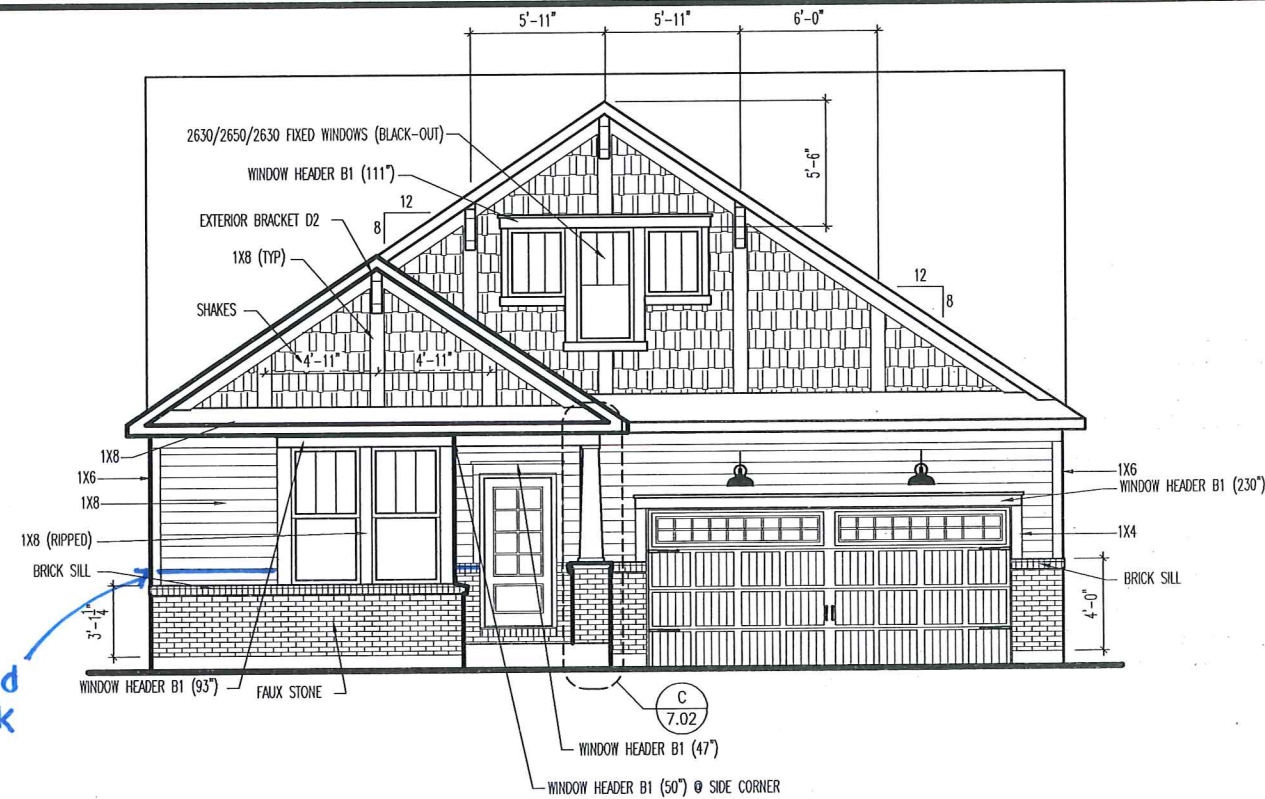 5'-11"
5'-11"
6'-0"
2630/2650/2630 FIXED WINDOWS (BLACK-OUT)
WINDOW HEADER B1 (111")
5'-6"
12
8
EXTERIOR BRACKET D2
1X8 (TYP)
12
8
SHAKES
4'-11"
4'-11"
1X8
1X6
1X8
1X6
WINDOW HEADER B1 (230")
1X8 (RIPPED)
1X4
BRICK SILL
BRICK SILL
3'-1 1/4"
4'-0"
d
K
WINDOW HEADER B1 (93")
FAUX STONE
C
7.02
WINDOW HEADER B1 (47")
WINDOW HEADER B1 (50") @ SIDE CORNER